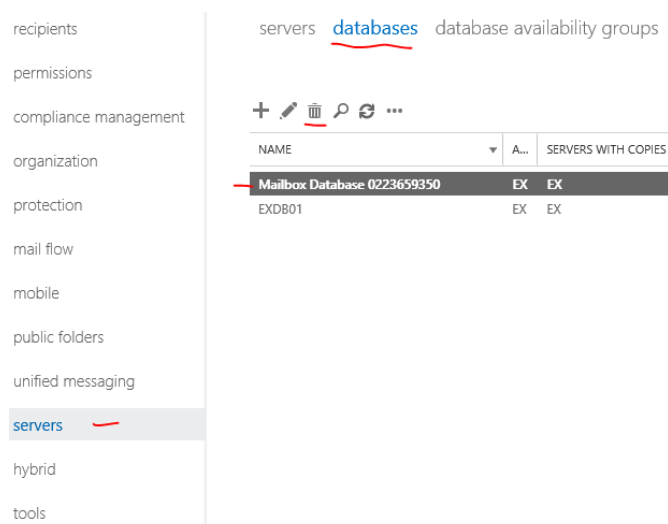 recipients
permissions
compliance management
organization
protection
mail flow
mobile
public folders
unified messaging
servers
hybrid
tools
servers databases database availability groups
NAME A... SERVERS WITH COPIES
Mailbox Database 0223659350 EX EX
EXDB01 EX EX